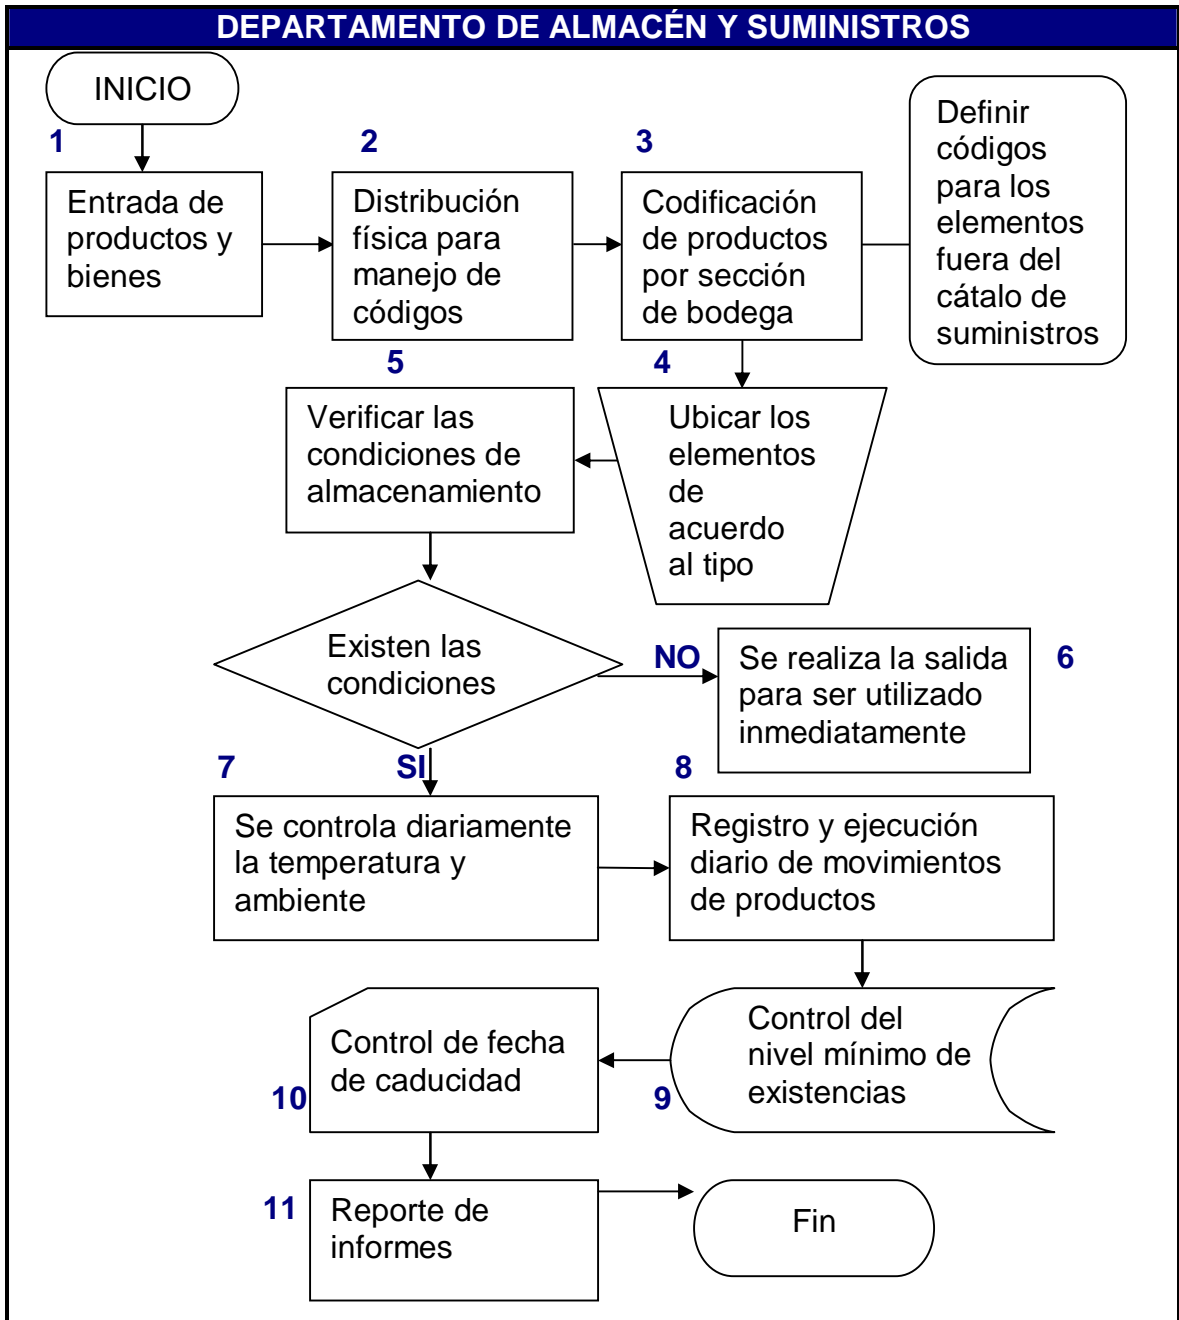 DEPARTAMENTO DE ALMACÉN Y SUMINISTROS
INICIO
1
Entrada de
productos y
bienes
2
Distribución
física para
manejo de
códigos
3
Codificación
de productos
por sección
de bodega
Definir
códigos
para los
elementos
fuera del
cátalo de
suministros
4
Ubicar los
elementos
de
acuerdo
al tipo
5
Verificar las
condiciones de
almacenamiento
Existen las
condiciones
NO
Se realiza la salida
para ser utilizado
inmediatamente
6
SI
7
Se controla diariamente
la temperatura y
ambiente
8
Registro y ejecución
diario de movimientos
de productos
Control del
nivel mínimo de
existencias
9
Control de fecha
de caducidad
10
11
Reporte de
informes
Fin